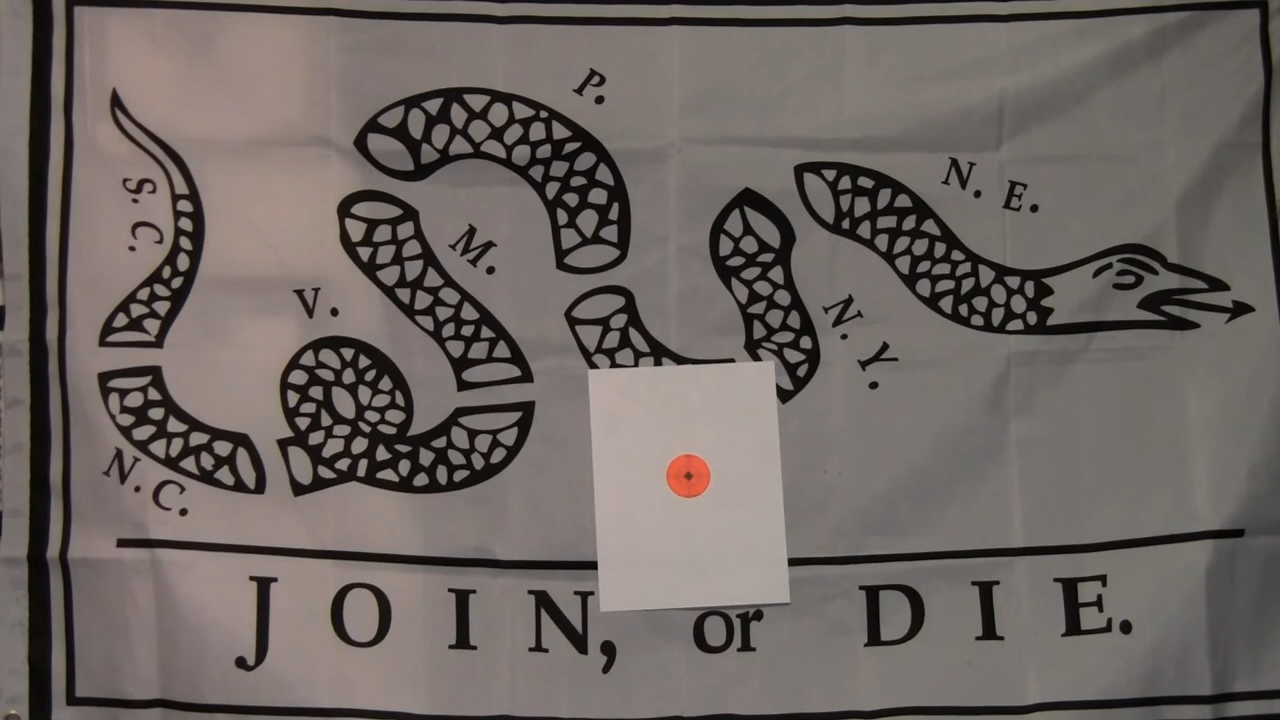 P.
N. E.
S. C.
M.
V.
N. Y.
N. C.
JOIN, or DIE.